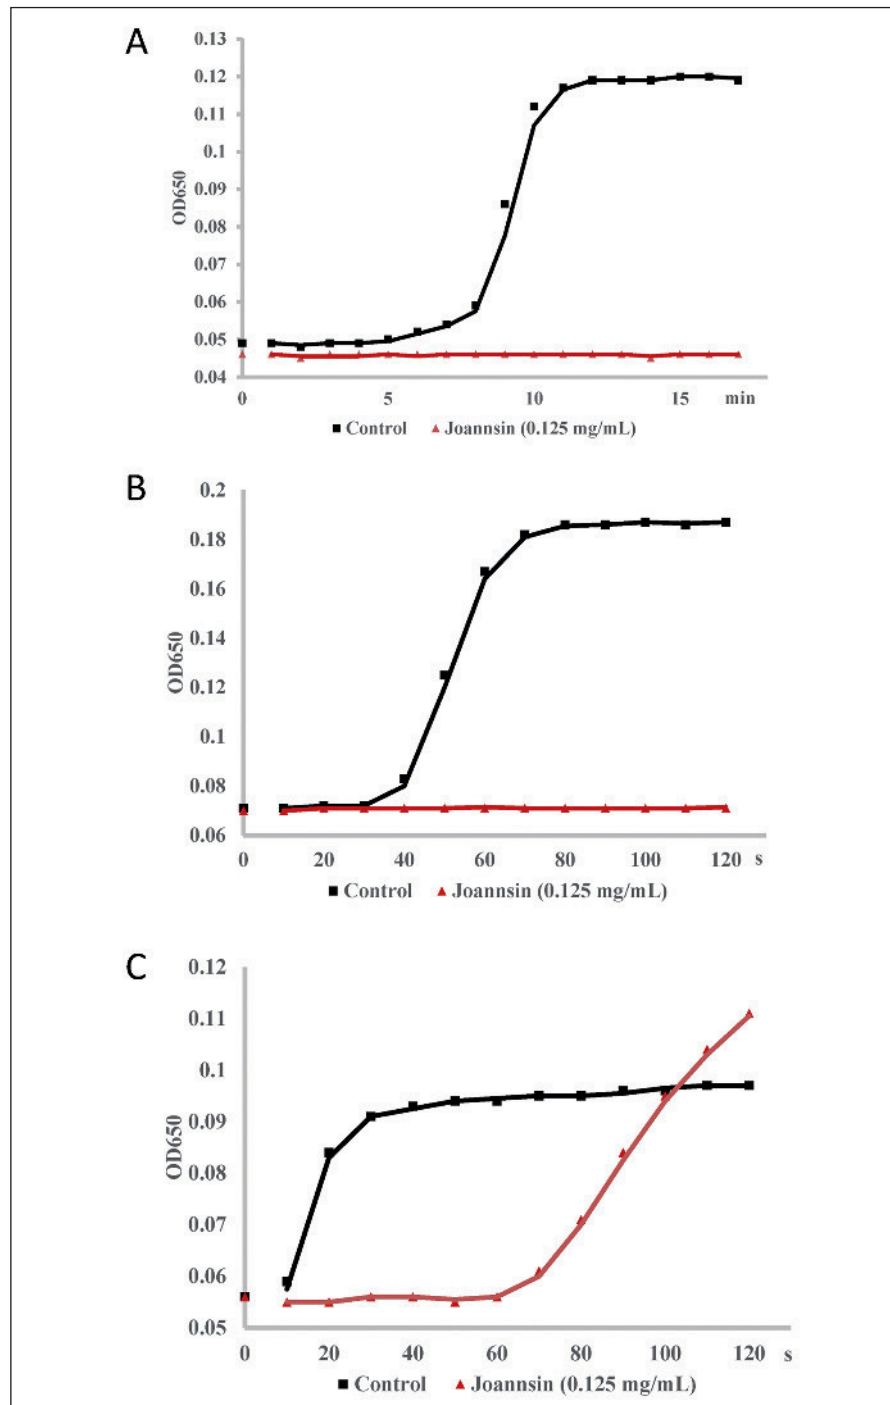 A
0.13
0.12
0.11
0.1
0.09
0.08
0.07
0.06
0.05
0.04
OD650
0 5 10 15 min
Control Joannsin (0.125 mg/mL)
B
0.2
0.18
0.16
0.14
0.12
0.1
0.08
0.06
OD650
0 20 40 60 80 100 120 s
Control Joannsin (0.125 mg/mL)
C
0.12
0.11
0.1
0.09
0.08
0.07
0.06
0.05
OD650
0 20 40 60 80 100 120 s
Control Joannsin (0.125 mg/mL)